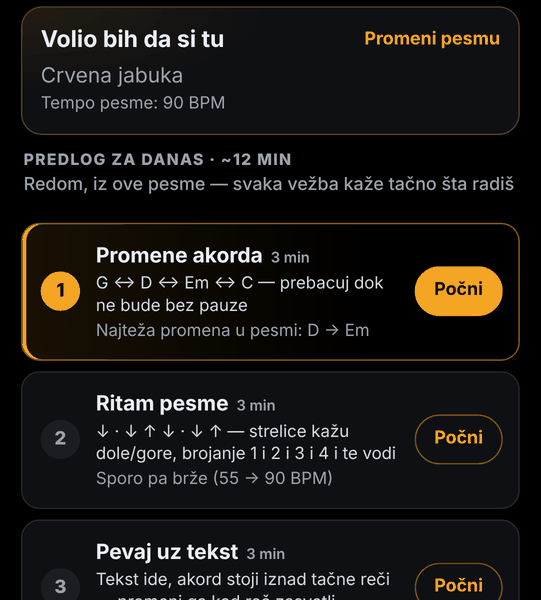 Volio bih da si tu
Promeni pesmu
Crvena jabuka
Tempo pesme: 90 BPM
PREDLOG ZA DANAS · ~12 MIN
Redom, iz ove pesme — svaka vežba kaže tačno šta radiš
1
Promene akorda 3 min
G ↔ D ↔ Em ↔ C — prebacuj dok
ne bude bez pauze
Najteža promena u pesmi: D → Em
Počni
2
Ritam pesme 3 min
↓ · ↓ ↑ ↓ · ↓ ↑ — strelice kažu
dole/gore, brojanje 1 i 2 i 3 i 4 i te vodi
Sporo pa brže (55 → 90 BPM)
Počni
3
Pevaj uz tekst 3 min
Tekst ide, akord stoji iznad tačne reči
Počni